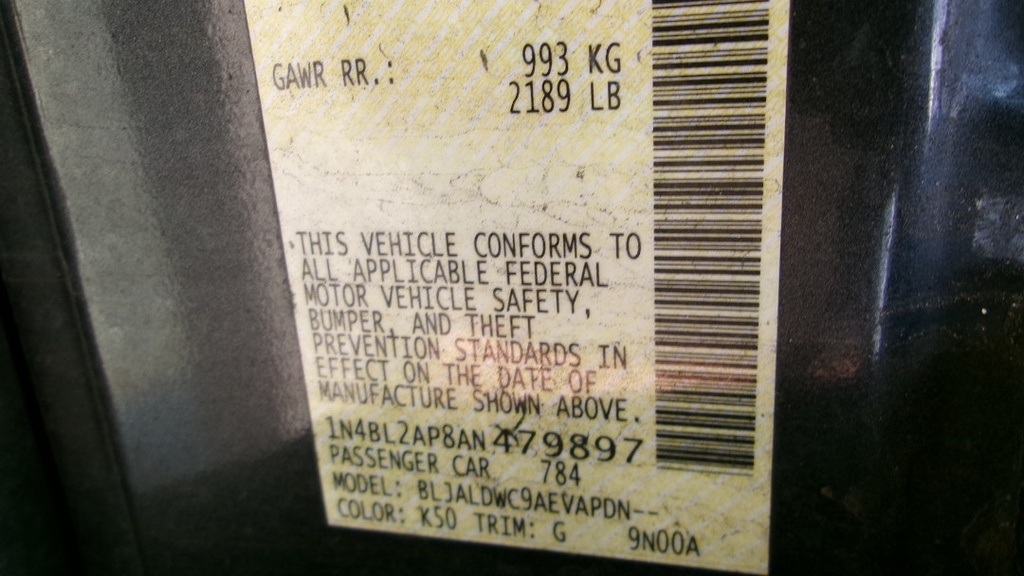 GAWR RR.: 993 KG
2189 LB
THIS VEHICLE CONFORMS TO
ALL APPLICABLE FEDERAL
MOTOR VEHICLE SAFETY,
BUMPER, AND THEFT
PREVENTION STANDARDS IN
EFFECT ON THE DATE OF
MANUFACTURE SHOWN ABOVE.
1N4BL2AP8AN479897
PASSENGER CAR 784
MODEL: BLJALDWC9AEVAPDN--
COLOR: K50 TRIM: G 9N00A